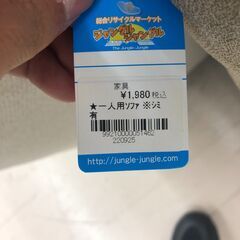 総合リサイクルマーケット
ジャングルジャングル
The Jungle-Jungle
家具
¥1,980税込
★一人用ソファ ※シミ
有
99210000051462
220925
http://jungle-jungle.com